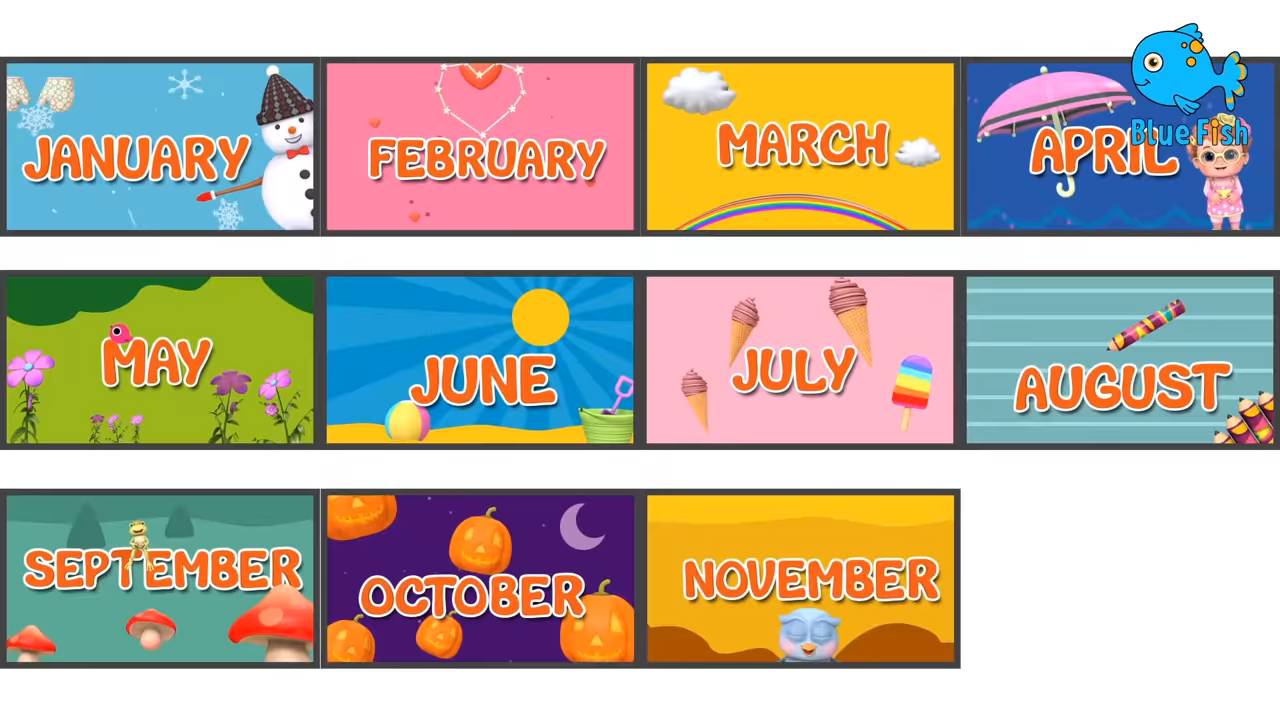 JANUARY
FEBRUARY
MARCH
APRIL
Blue Fish
MAY
JUNE
JULY
AUGUST
SEPTEMBER
OCTOBER
NOVEMBER